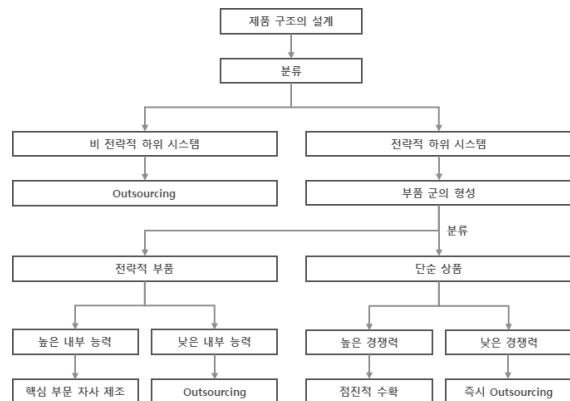 제품 구조의 설계
분류
비 전략적 하위 시스템
전략적 하위 시스템
Outsourcing
부품 군의 형성
분류
전략적 부품
단순 상품
높은 내부 능력
낮은 내부 능력
높은 경쟁력
낮은 경쟁력
핵심 부문 자사 제조
Outsourcing
점진적 수확
즉시 Outsourcing